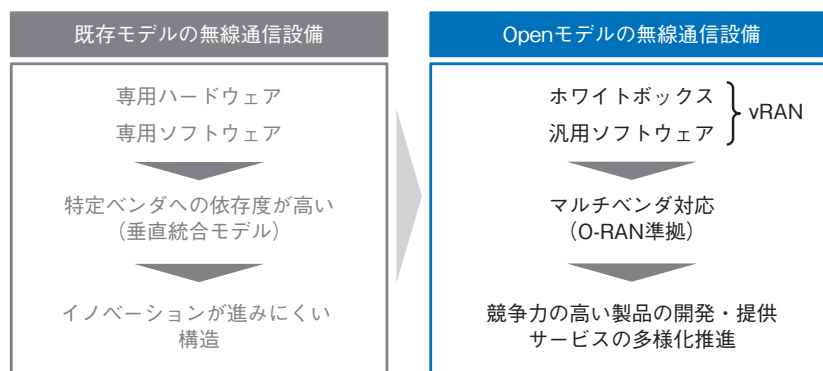 既存モデルの無線通信設備
専用ハードウェア
専用ソフトウェア
特定ベンダへの依存度が高い
（垂直統合モデル）
イノベーションが進みにくい
構造
Openモデルの無線通信設備
ホワイトボックス
汎用ソフトウェア
vRAN
マルチベンダ対応
（O-RAN準拠）
競争力の高い製品の開発・提供
サービスの多様化推進